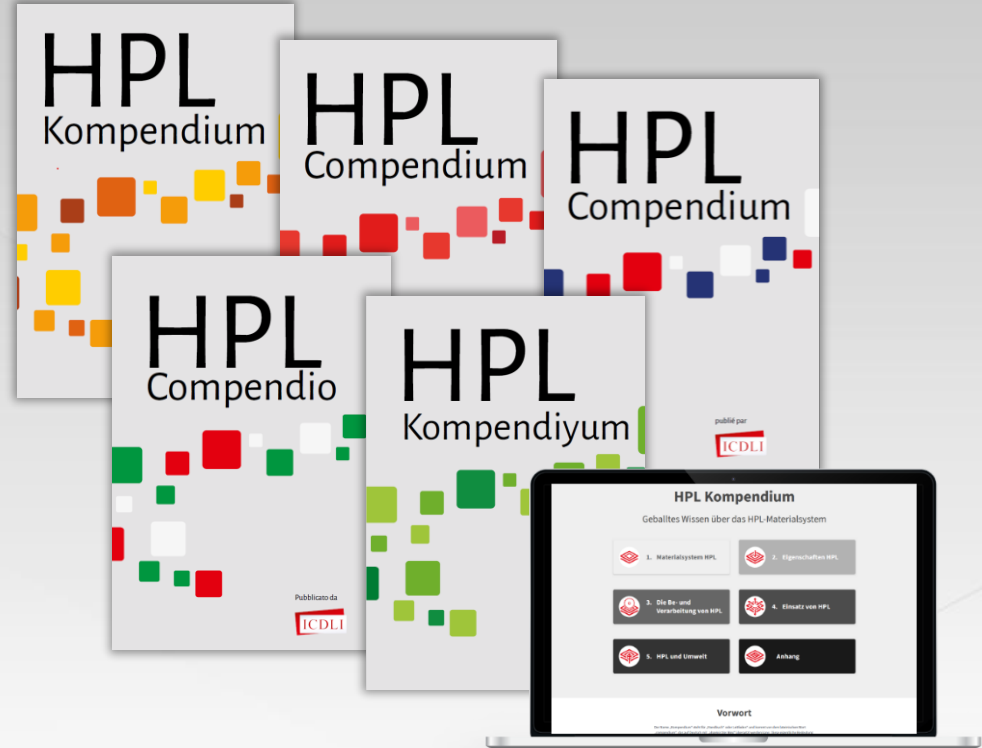 HPL
Kompendium
HPL
Compendium
HPL
Compendium
publié par
ICDLI
HPL
Compendio
Pubblicato da
ICDLI
HPL
Kompendiyum
HPL Kompendium
Geballtes Wissen über das HPL-Materialsystem
1. Materialsystem HPL
2. Eigenschaften HPL
3. Die Be- und
Verarbeitung von HPL
4. Einsatz von HPL
5. HPL und Umwelt
Anhang
Vorwort